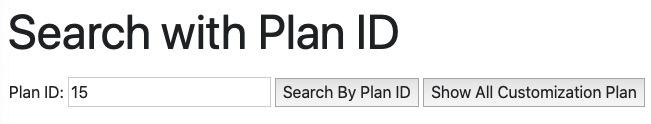 Search with Plan ID
Plan ID: 15 Search By Plan ID Show All Customization Plan